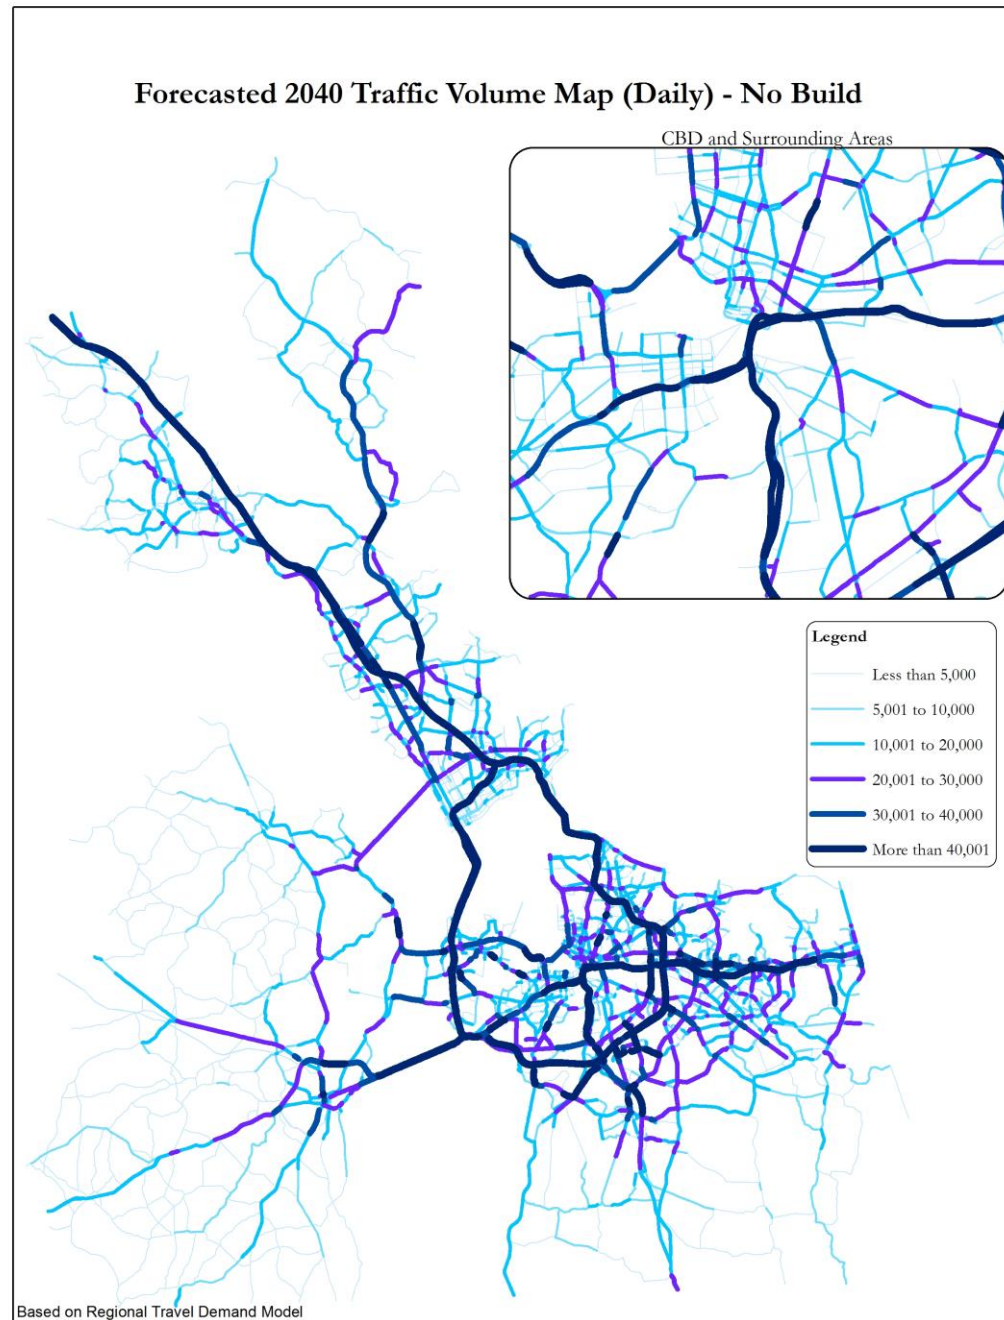 Forecasted 2040 Traffic Volume Map (Daily) - No Build
CBD and Surrounding Areas
Legend
Less than 5,000
5,001 to 10,000
10,001 to 20,000
20,001 to 30,000
30,001 to 40,000
More than 40,001
Based on Regional Travel Demand Model